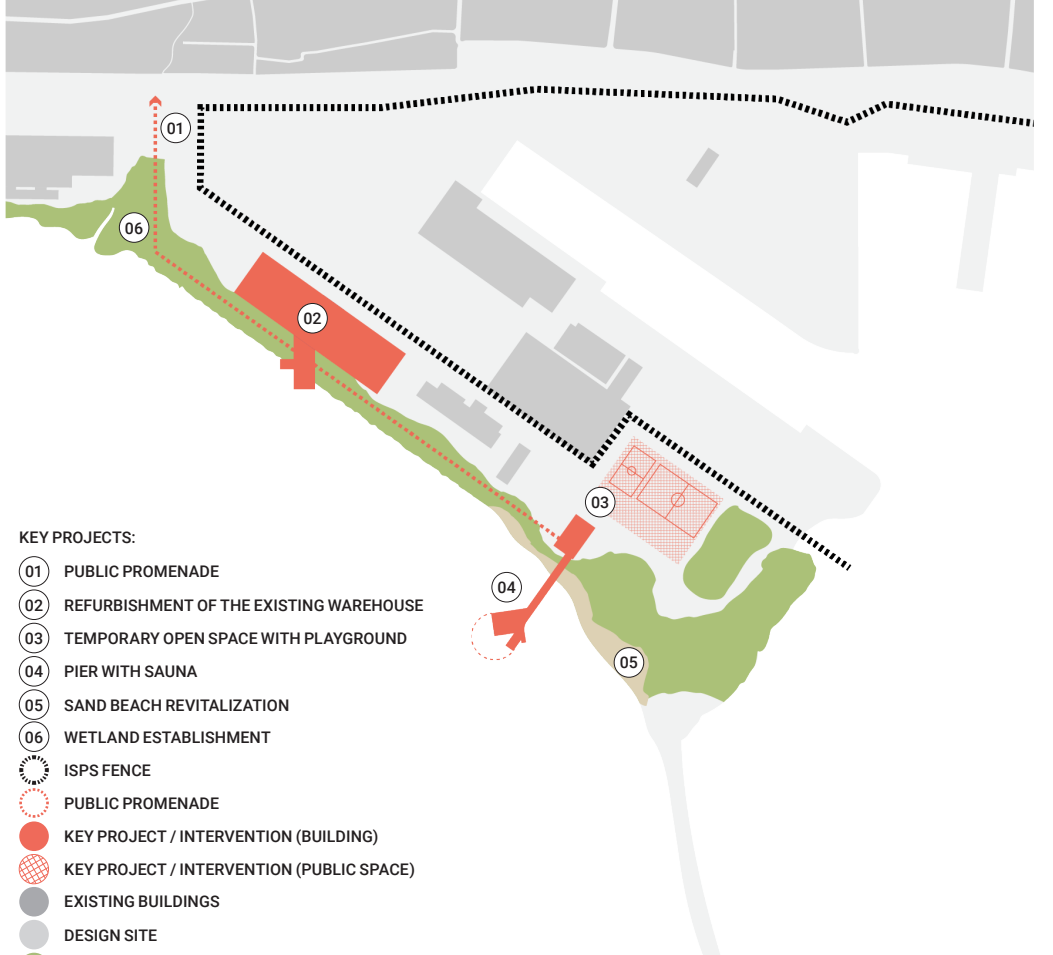 01
06
02
03
04
05
KEY PROJECTS:
01 PUBLIC PROMENADE
02 REFURBISHMENT OF THE EXISTING WAREHOUSE
03 TEMPORARY OPEN SPACE WITH PLAYGROUND
04 PIER WITH SAUNA
05 SAND BEACH REVITALIZATION
06 WETLAND ESTABLISHMENT
ISPS FENCE
PUBLIC PROMENADE
KEY PROJECT / INTERVENTION (BUILDING)
KEY PROJECT / INTERVENTION (PUBLIC SPACE)
EXISTING BUILDINGS
DESIGN SITE